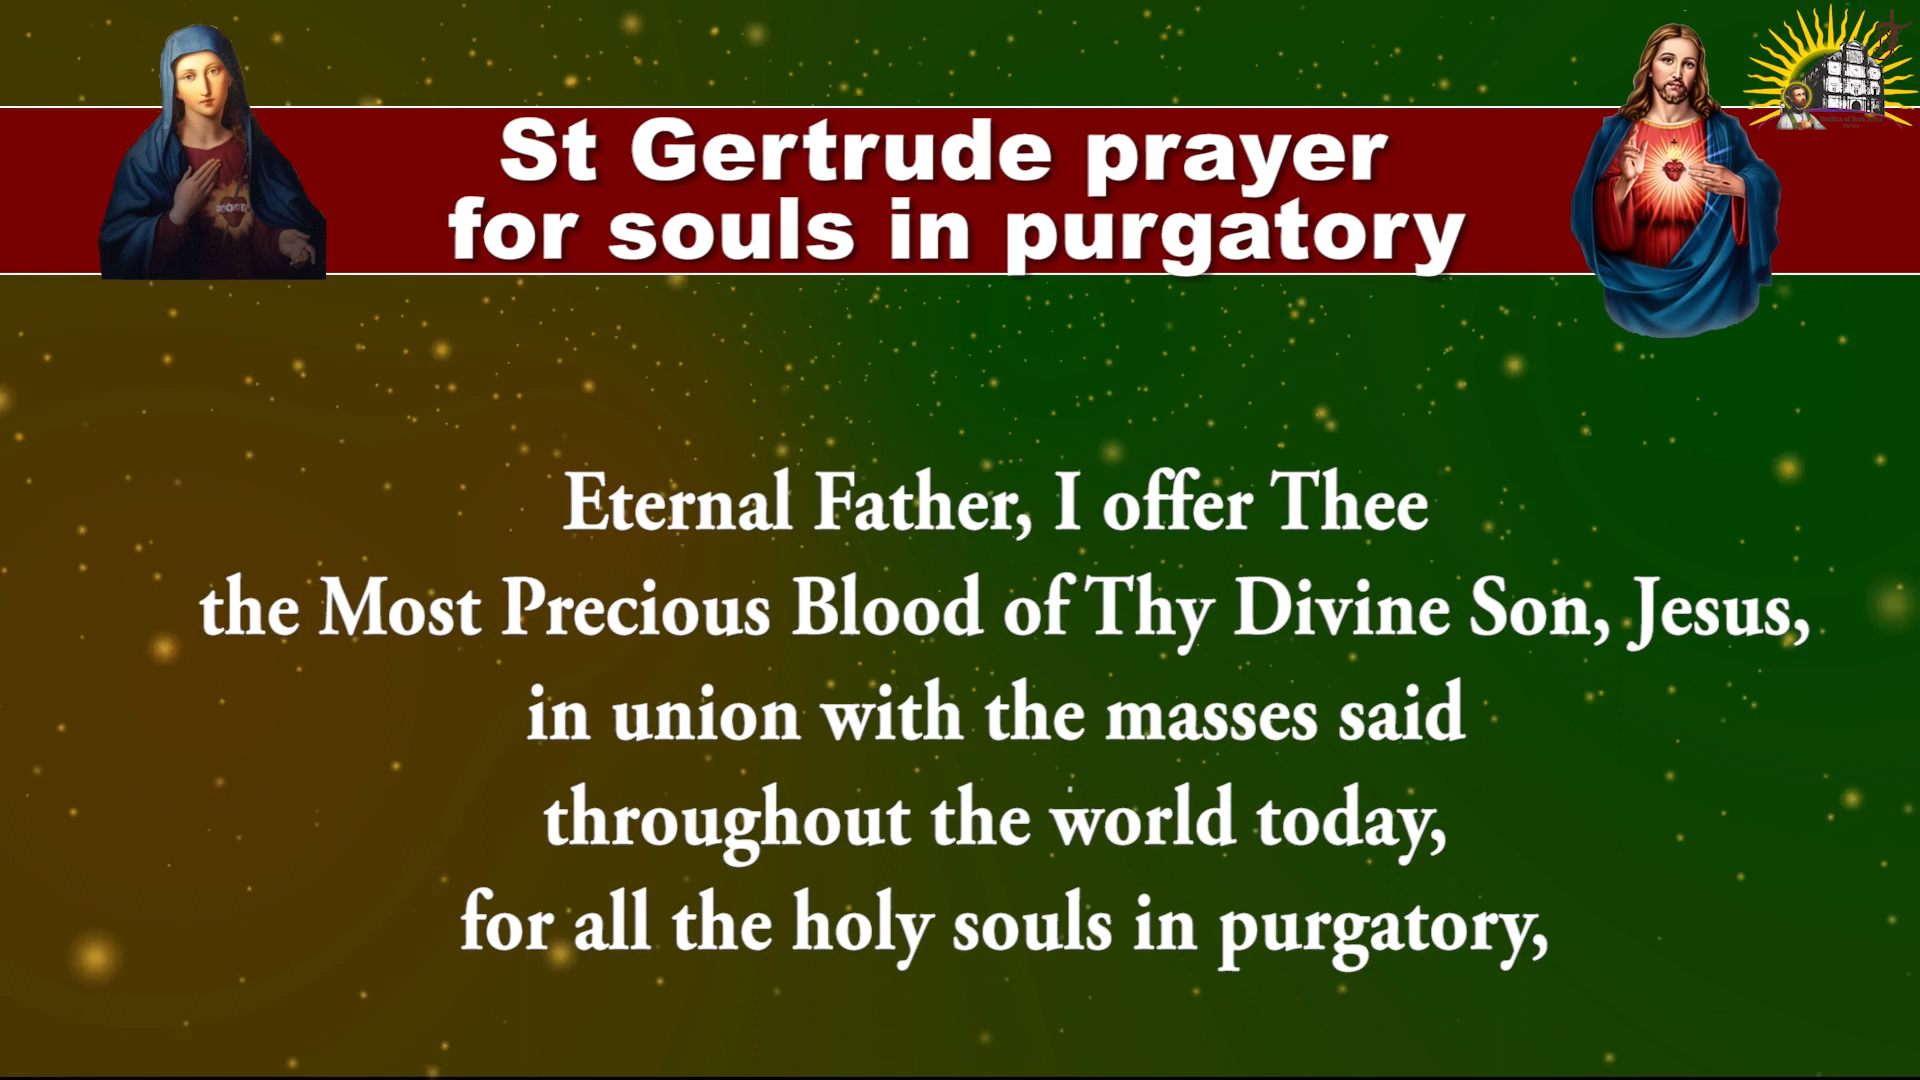 St Gertrude prayer
for souls in purgatory
Eternal Father, I offer Thee
the Most Precious Blood of Thy Divine Son, Jesus,
in union with the masses said
throughout the world today,
for all the holy souls in purgatory,